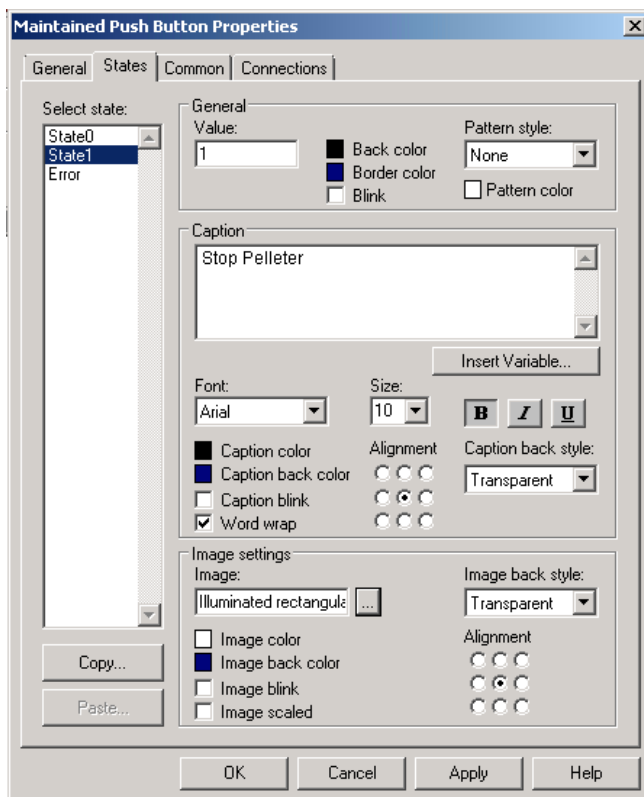 Maintained Push Button Properties
General States Common Connections
Select state:
State0
State1
Error
Copy...
Paste...
General
Value:
1
Back color
Border color
Blink
Pattern style:
None
Pattern color
Caption
Stop Pelleter
Insert Variable...
Font:
Arial
Size:
10
B I U
Caption color
Caption back color
Caption blink
Word wrap
Alignment
Caption back style:
Transparent
Image settings
Image:
Illuminated rectangula
...
Image color
Image back color
Image blink
Image scaled
Image back style:
Transparent
Alignment
OK Cancel Apply Help